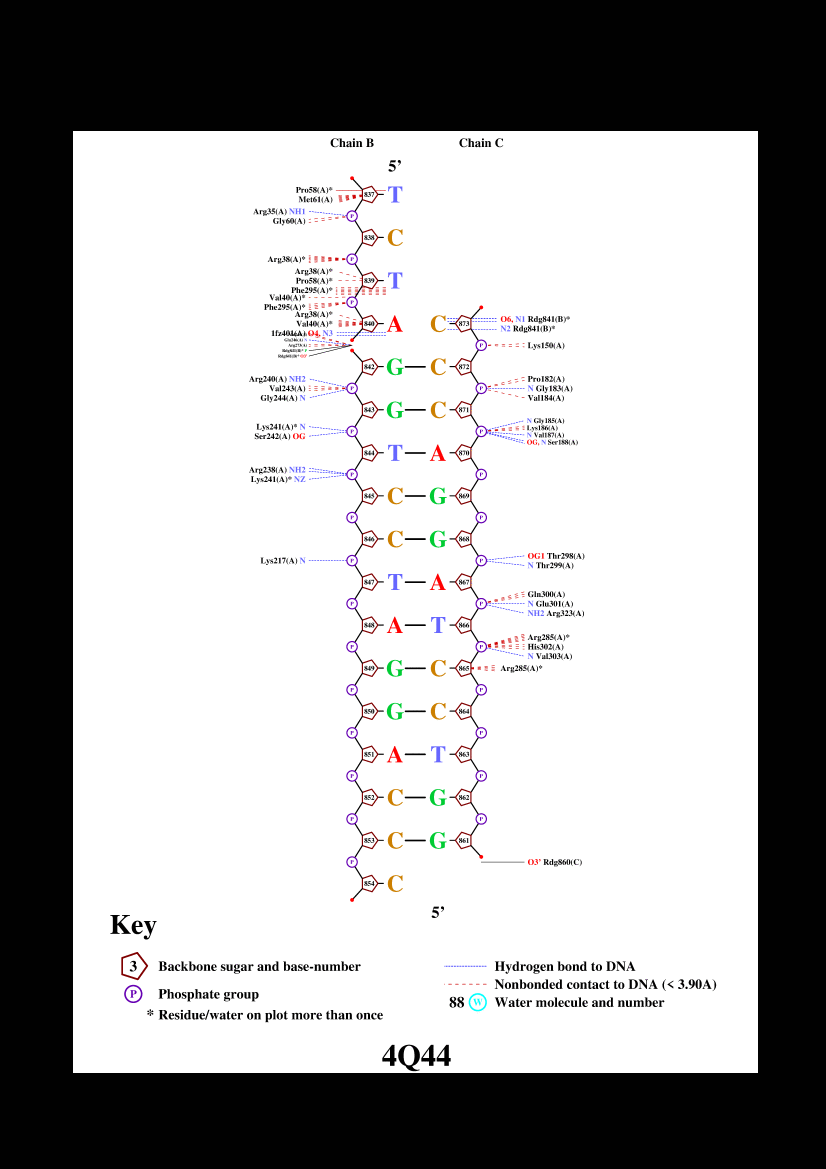 Chain B Chain C
5’
Pro58(A)*
Met61(A)
837 T
Arg35(A) NH1
P
Gly60(A)
838 C
Arg38(A)*
P
Arg38(A)*
Pro58(A)*
839 T
Phe295(A)*
Val40(A)*
P
Phe295(A)*
Arg38(A)*
Val40(A)*
840 A C 873
O6, N1 Rdg841(B)*
N2 Rdg841(B)*
O4, N3
P Lys150(A)
842 G C 872
Arg240(A) NH2
Pro182(A)
Val243(A) P P N Gly183(A)
Gly244(A) N
Val184(A)
843 G C 871
Lys241(A)* N
N Gly185(A)
Lys186(A)
P P
Ser242(A) OG
N Val187(A)
OG, N Ser188(A)
844 T A 870
Arg238(A) NH2
P P
Lys241(A)* NZ
845 C G 869
P P
846 C G 868
Lys217(A) N P P
OG1 Thr298(A)
N Thr299(A)
847 T A 867
Gln300(A)
P P N Glu301(A)
NH2 Arg323(A)
848 A T 866
Arg285(A)*
P P His302(A)
N Val303(A)
849 G C 865 Arg285(A)*
P P
850 G C 864
P P
851 A T 863
P P
852 C G 862
P P
853 C G 861
P O3’ Rdg860(C)
854 C
5’
Key
3 Backbone sugar and base-number
P Phosphate group
* Residue/water on plot more than once
Hydrogen bond to DNA
Nonbonded contact to DNA (< 3.90A)
88 W Water molecule and number
4Q44